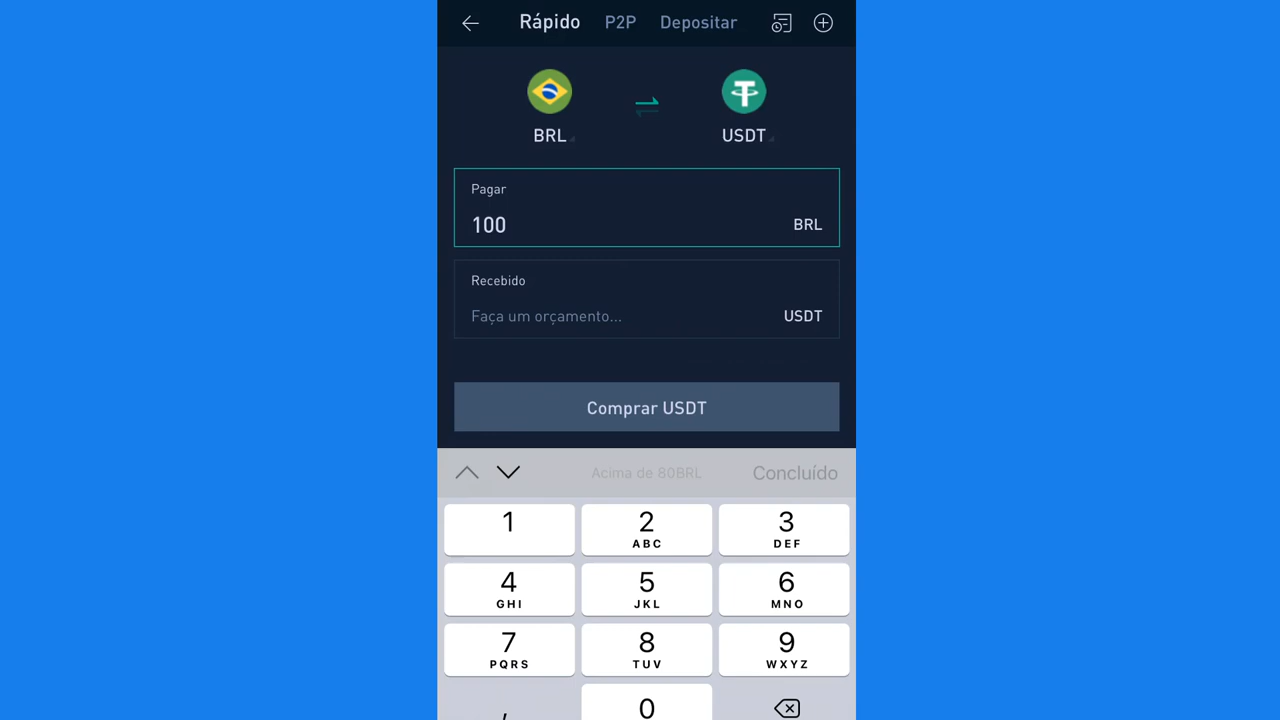 Rápido P2P Depositar
BRL USDT
Pagar
100 BRL
Recebido
Faça um orçamento... USDT
Comprar USDT
Acima de 80BRL Concluído
1 2 3
ABC DEF
4 5 6
GHI JKL MNO
7 8 9
PQRS TUV WXYZ
, 0